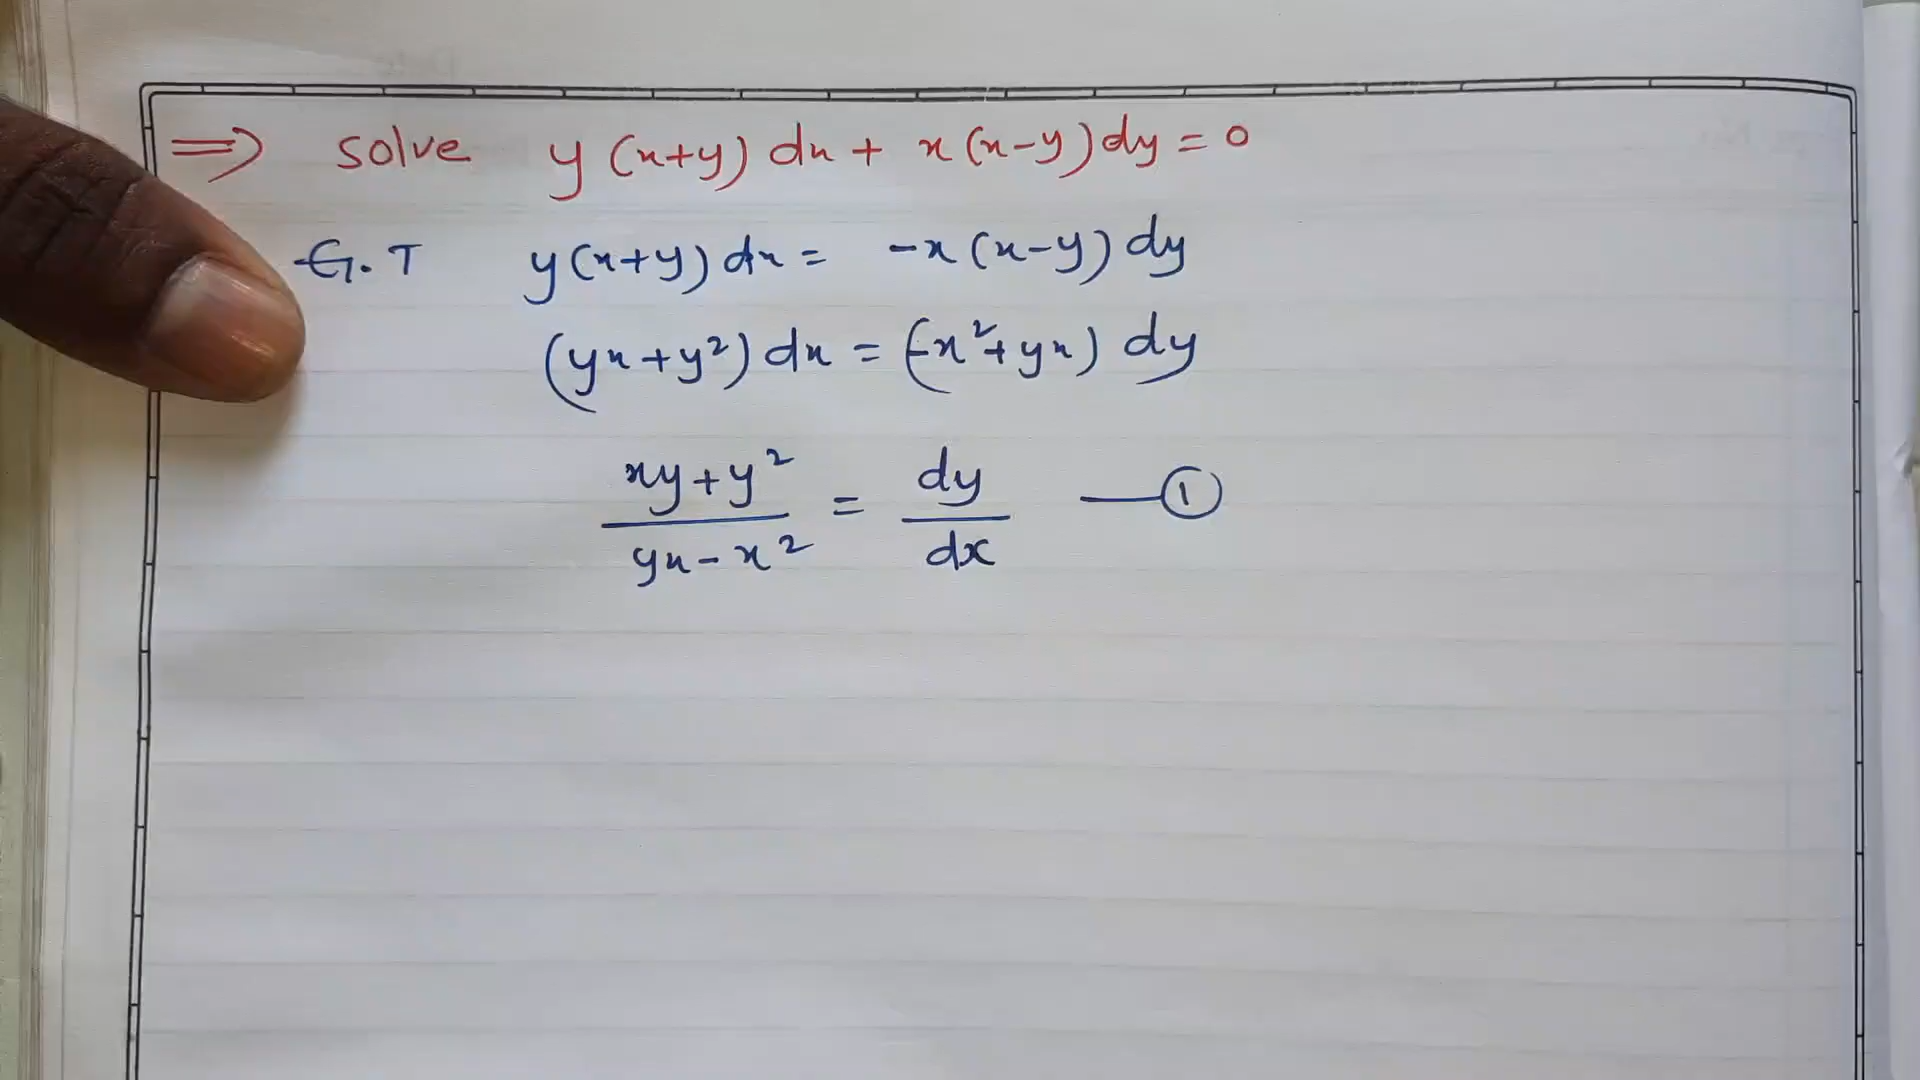 ⇒ solve y (x+y) dx + x (x-y) dy = 0
G.T y (x+y) dx = -x (x-y) dy
(yx + y²) dx = (-x² + yx) dy
xy + y² / yx - x² = dy / dx — ①